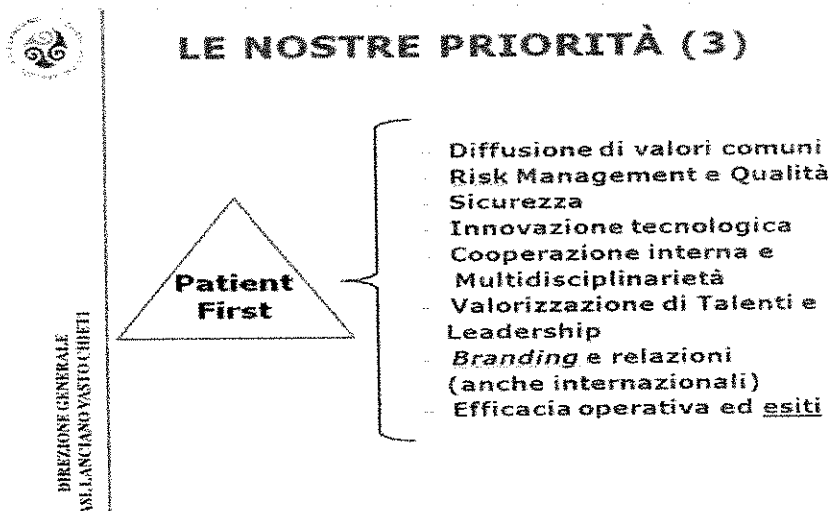 LE NOSTRE PRIORITÀ (3)
Patient
First
- Diffusione di valori comuni
- Risk Management e Qualità
- Sicurezza
- Innovazione tecnologica
- Cooperazione interna e
Multidisciplinarietà
- Valorizzazione di Talenti e
Leadership
- Branding e relazioni
(anche internazionali)
- Efficacia operativa ed esiti
DIREZIONE GENERALE
ASL LANCIANO VASTO CHIETI